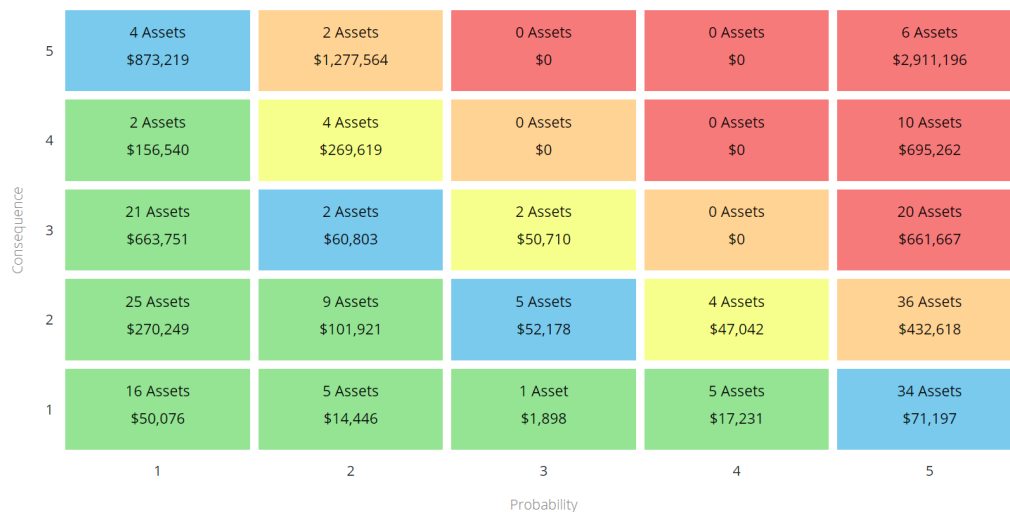 5
4 Assets
$873,219
2 Assets
$1,277,564
0 Assets
$0
0 Assets
$0
6 Assets
$2,911,196
4
2 Assets
$156,540
4 Assets
$269,619
0 Assets
$0
0 Assets
$0
10 Assets
$695,262
3
21 Assets
$663,751
2 Assets
$60,803
2 Assets
$50,710
0 Assets
$0
20 Assets
$661,667
2
25 Assets
$270,249
9 Assets
$101,921
5 Assets
$52,178
4 Assets
$47,042
36 Assets
$432,618
1
16 Assets
$50,076
5 Assets
$14,446
1 Asset
$1,898
5 Assets
$17,231
34 Assets
$71,197
Consequence
1 2 3 4 5
Probability